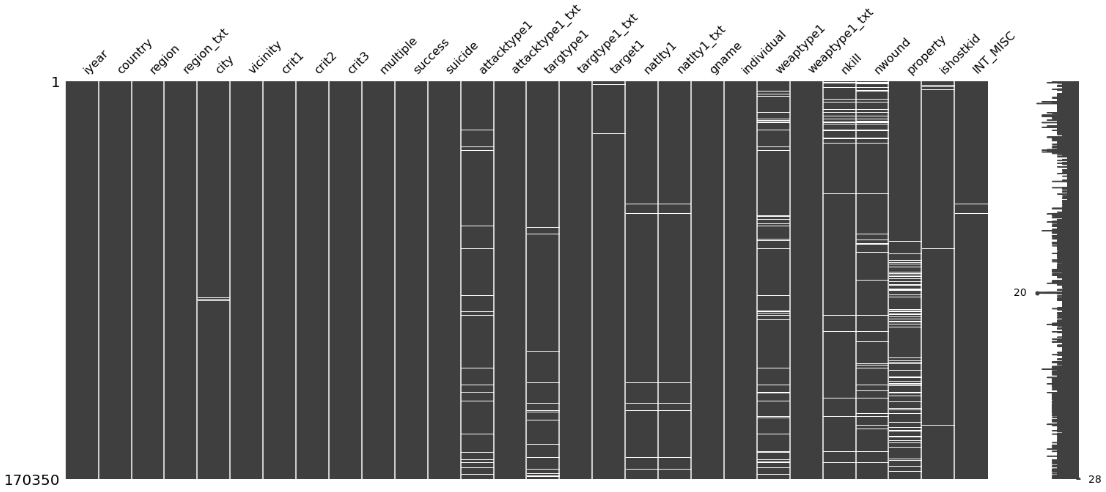 iyear
country
region
region_txt
city
vicinity
crit1
crit2
crit3
multiple
success
suicide
attacktype1
attacktype1_txt
targtype1
targtype1_txt
target1
natlty1
natlty1_txt
gname
individual
weaptype1
weaptype1_txt
nkill
nwound
property
ishostkid
INT_MISC
1
20
170350
28